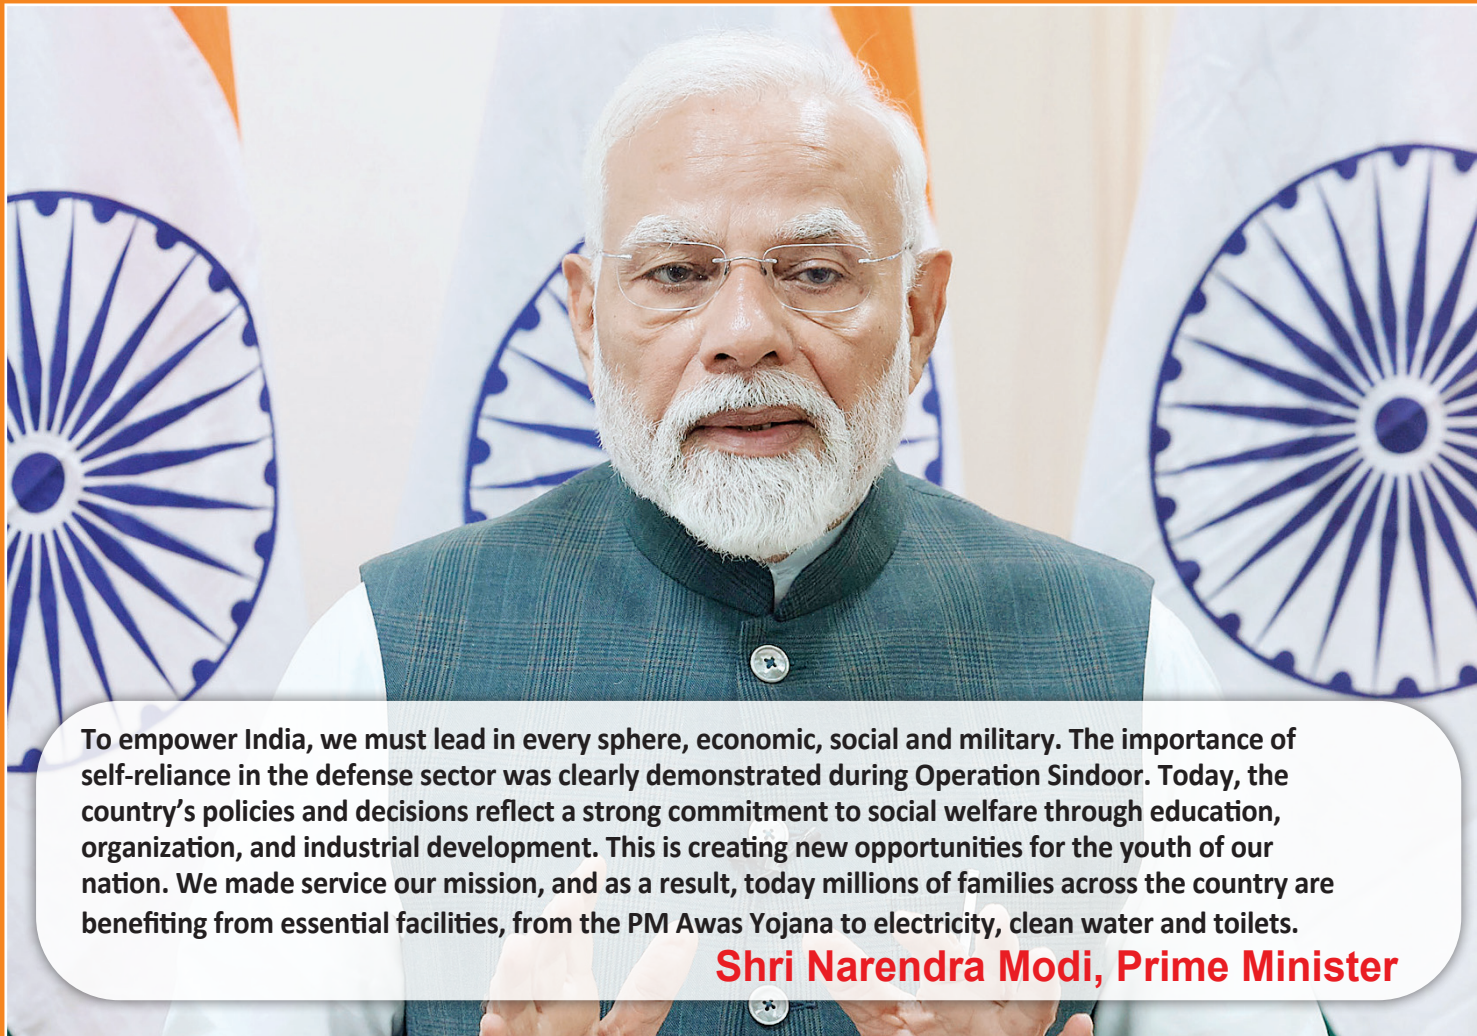 To empower India, we must lead in every sphere, economic, social and military. The importance of
self-reliance in the defense sector was clearly demonstrated during Operation Sindoor. Today, the
country’s policies and decisions reflect a strong commitment to social welfare through education,
organization, and industrial development. This is creating new opportunities for the youth of our
nation. We made service our mission, and as a result, today millions of families across the country are
benefiting from essential facilities, from the PM Awas Yojana to electricity, clean water and toilets.
Shri Narendra Modi, Prime Minister